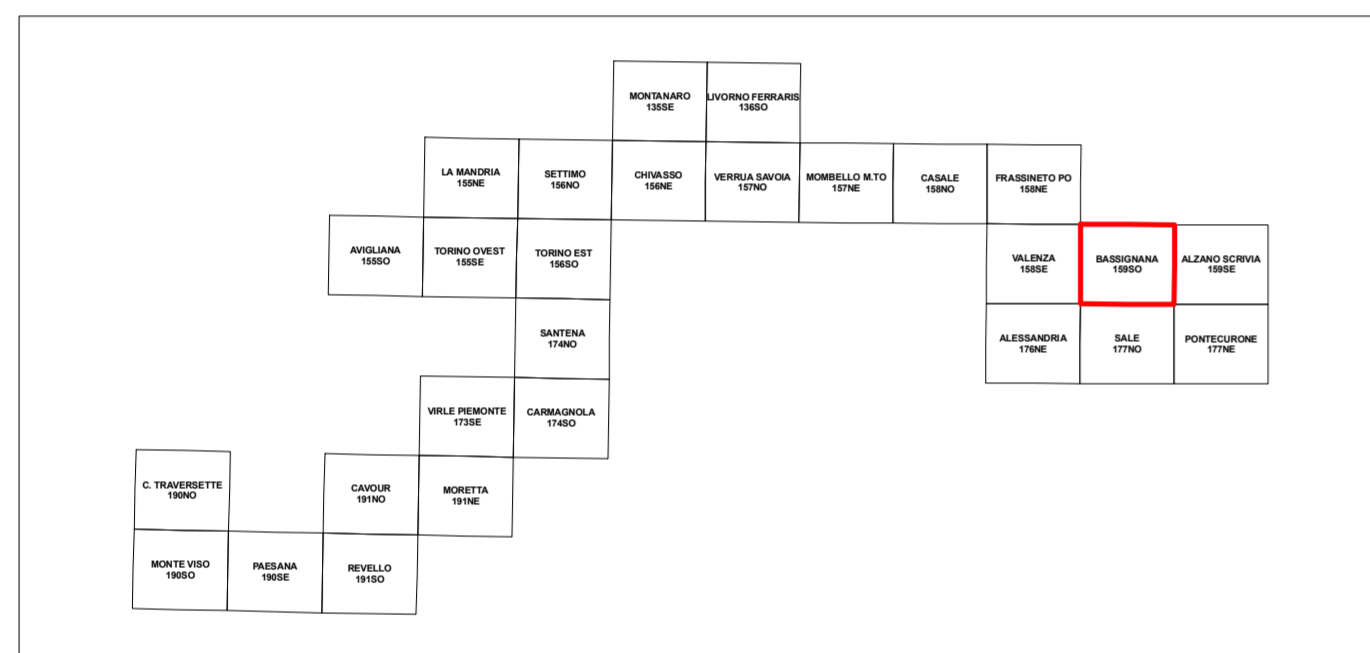 MONTANARO
135SE
LIVORNO FERRARIS
136SO
LA MANDRIA
155NE
SETTIMO
156NO
CHIVASSO
156NE
VERRUA SAVOIA
157NO
MOMBELLO M.TO
157NE
CASALE
158NO
FRASSINETO PO
158NE
AVIGLIANA
155SO
TORINO OVEST
155SE
TORINO EST
156SO
VALENZA
158SE
BASSIGNANA
159SO
ALZANO SCRIVIA
159SE
SANTENA
174NO
ALESSANDRIA
176NE
SALE
177NO
PONTECURONE
177NE
VIRLE PIEMONTE
173SE
CARMAGNOLA
174SO
C. TRAVERSETTE
190NO
CAVOUR
191NO
MORETTA
191NE
MONTE VISO
190SO
PAESANA
190SE
REVELLO
191SO